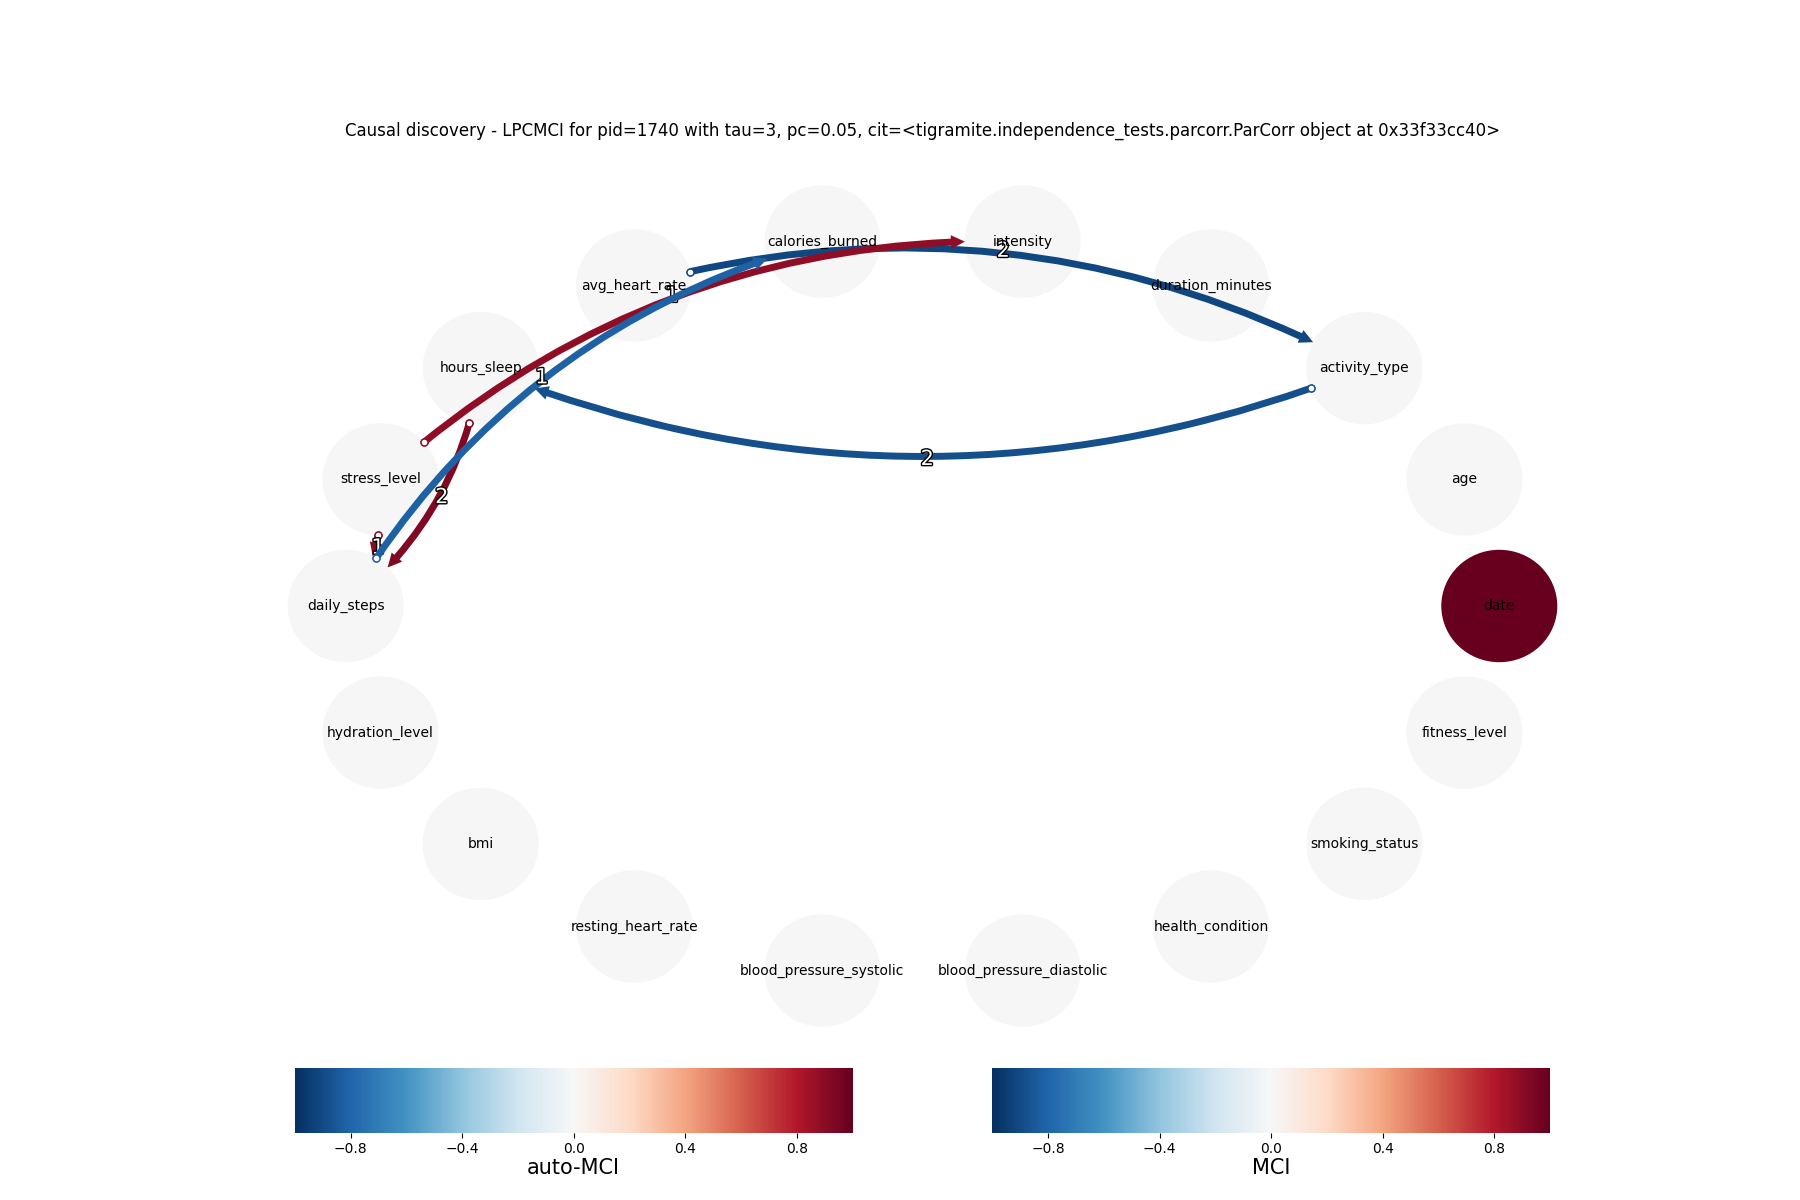 Causal discovery - LPCMCI for pid=1740 with tau=3, pc=0.05, cit=<tigramite.independence_tests.parcorr.ParCorr object at 0x33f33cc40>
calories_burned
intensity
2
avg_heart_rate
duration_minutes
1
hours_sleep
activity_type
1
2
stress_level
age
2
1
daily_steps
date
hydration_level
fitness_level
bmi
smoking_status
resting_heart_rate
health_condition
blood_pressure_systolic
blood_pressure_diastolic
−0.8 −0.4 0.0 0.4 0.8
auto-MCI
−0.8 −0.4 0.0 0.4 0.8
MCI